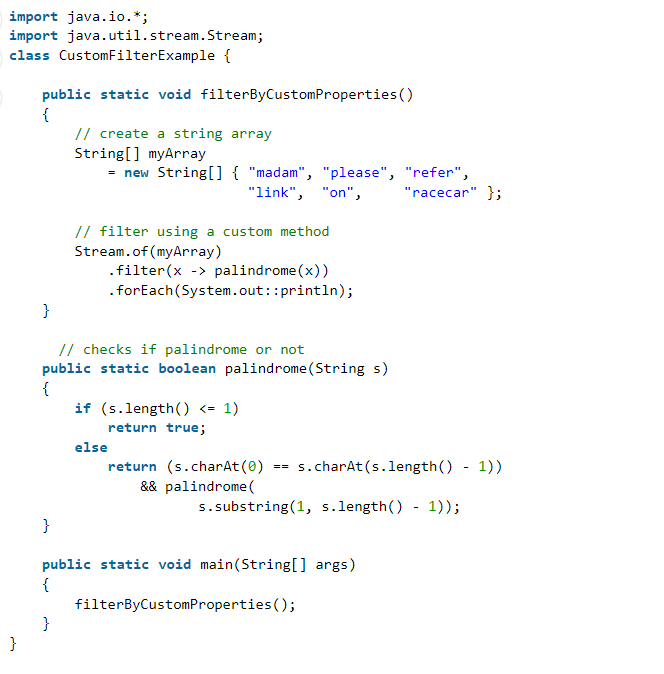 import java.io.*;
import java.util.stream.Stream;
class CustomFilterExample {

    public static void filterByCustomProperties()
    {
        // create a string array
        String[] myArray
            = new String[] { "madam", "please", "refer",
                             "link",  "on",     "racecar" };

        // filter using a custom method
        Stream.of(myArray)
            .filter(x -> palindrome(x))
            .forEach(System.out::println);
    }

      // checks if palindrome or not
    public static boolean palindrome(String s)
    {
        if (s.length() <= 1)
            return true;
        else
            return (s.charAt(0) == s.charAt(s.length() - 1))
                && palindrome(
                       s.substring(1, s.length() - 1));
    }

    public static void main(String[] args)
    {
        filterByCustomProperties();
    }
}